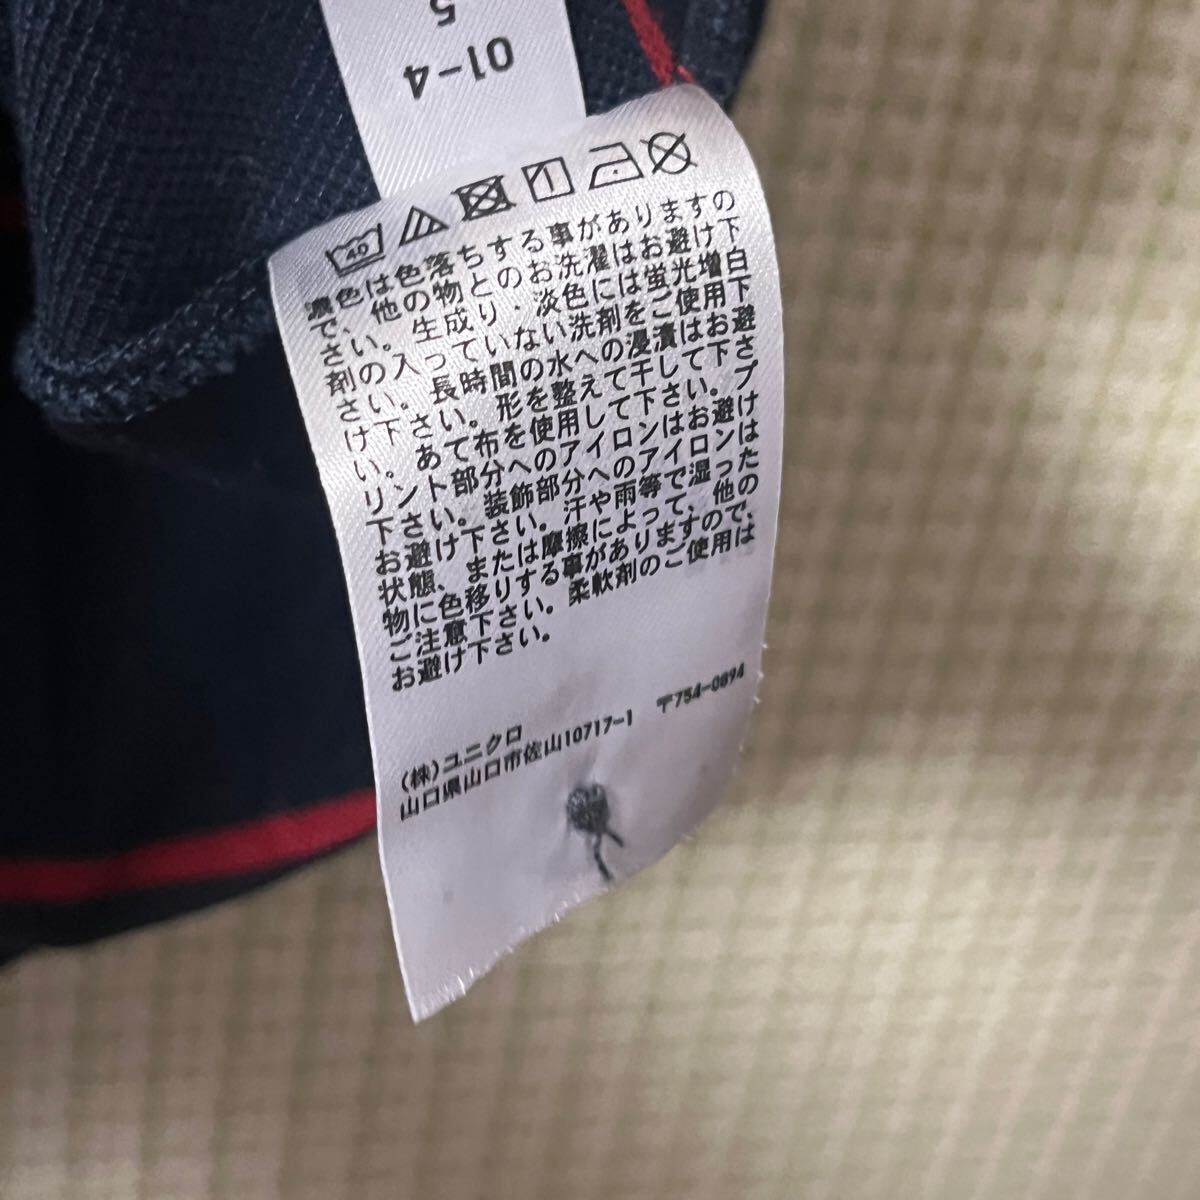 5
01-4
40
濃色は色落ちする事がありますの
で、他の物とのお洗濯はお避け下
さい。生成り・淡色には蛍光増白
剤の入っていない洗剤をご使用下
さい。長時間の水への浸漬はお避
け下さい。形を整えて干して下さ
い。あて布を使用して下さい。プ
リント部分へのアイロンはお避け
下さい。装飾部分へのアイロンは
お避け下さい。汗や雨等で湿った
状態、または摩擦によって、他の
物に色移りする事がありますので、
ご注意下さい。柔軟剤のご使用は
お避け下さい。
(株)ユニクロ
山口県山口市佐山10717-1 〒754-0894